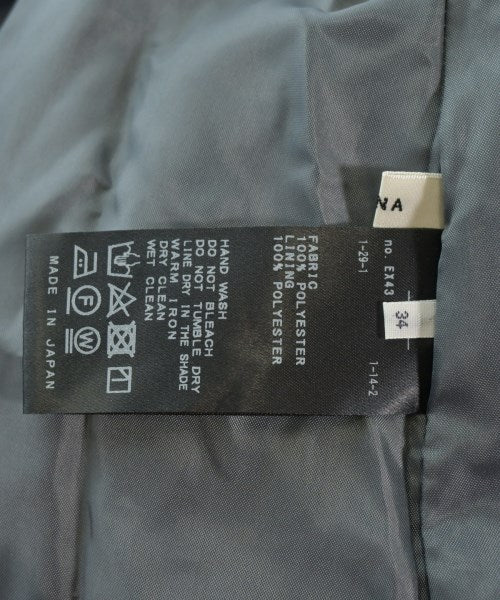 NA
34
no. EX43
1-29-1
1-14-2
FABRIC
100% POLYESTER
LINING
100% POLYESTER
HAND WASH
DO NOT BLEACH
DO NOT TUMBLE DRY
LINE DRY IN THE SHADE
WARM IRON
DRY CLEAN
WET CLEAN
F W
MADE IN JAPAN